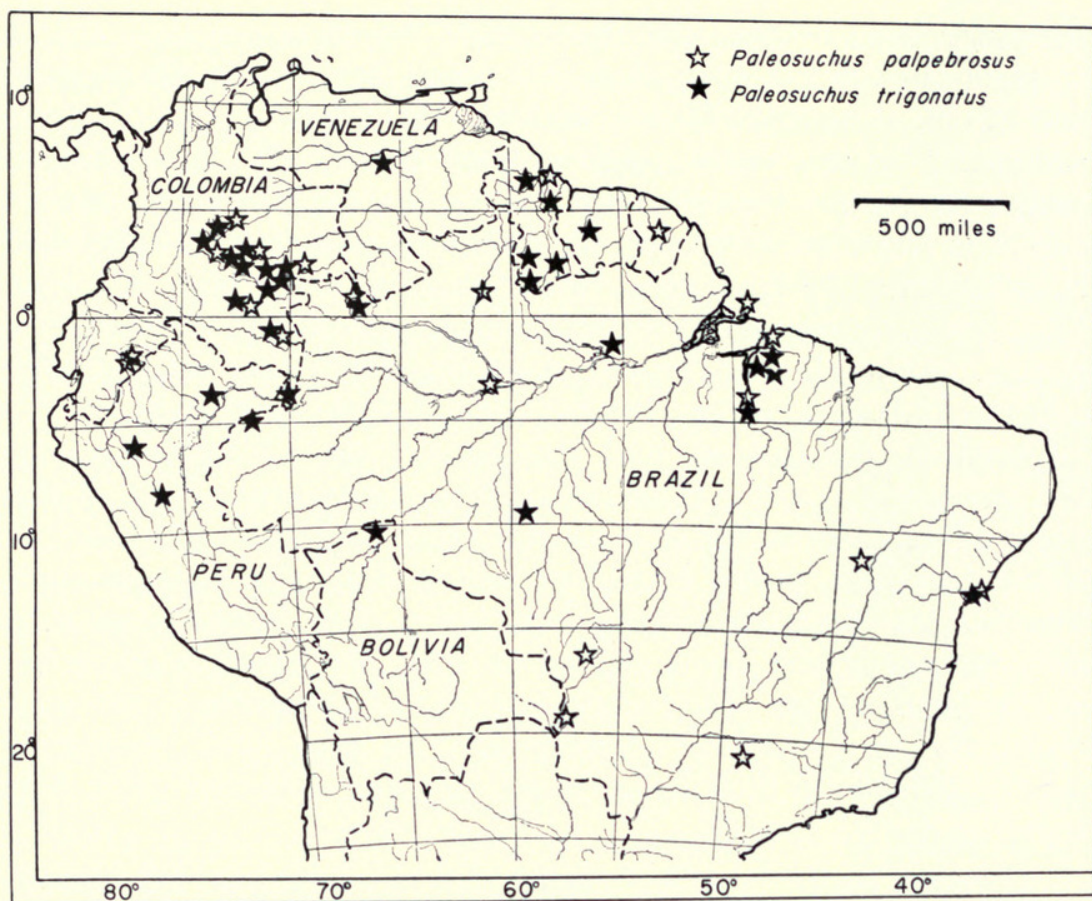 ☆ Paleosuchus palpebrosus
★ Paleosuchus trigonatus
10°
VENEZUELA
COLOMBIA
500 miles
0°
BRAZIL
10°
PERU
BOLIVIA
20°
80° 70° 60° 50° 40°